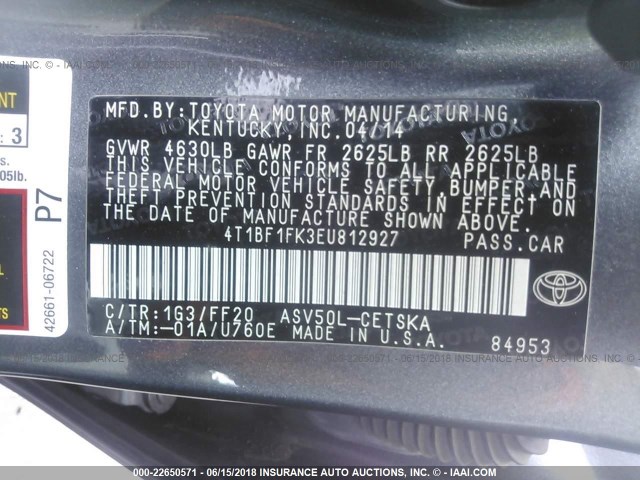 MFD.BY:TOYOTA MOTOR MANUFACTURING,
KENTUCKY,INC.04/14
GVWR 4630LB GAWR FR 2625LB RR 2625LB
THIS VEHICLE CONFORMS TO ALL APPLICABLE
FEDERAL MOTOR VEHICLE SAFETY,BUMPER AND
THEFT PREVENTION STANDARDS IN EFFECT ON
THE DATE OF MANUFACTURE SHOWN ABOVE.
4T1BF1FK3EU812927 PASS.CAR
C/TR:1G3/FF20 ASV50L-CETSKA
A/TM:-01A/U760E MADE IN U.S.A. 84953
TOYOTA
: 3
P7
42661-06722
000-22650571 - 06/15/2018 - INSURANCE AUTO AUCTIONS, INC. - © IAAI.COM